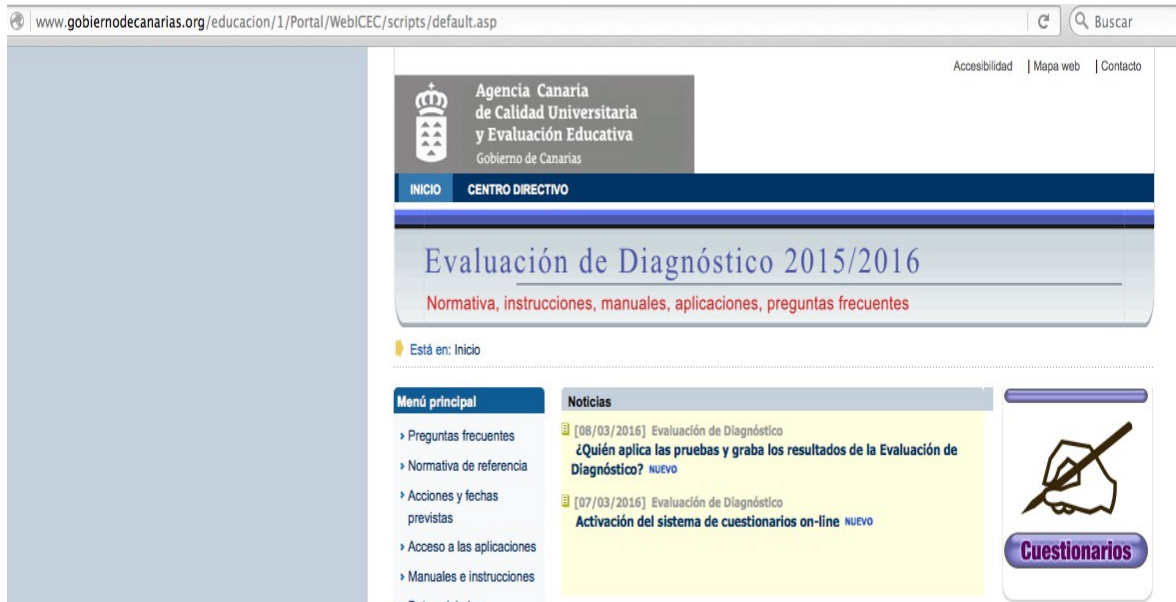 www.gobiernodecanarias.org/educacion/1/Portal/WebICEC/scripts/default.asp
Buscar
Accesibilidad | Mapa web | Contacto
Agencia Canaria
de Calidad Universitaria
y Evaluación Educativa
Gobierno de Canarias
INICIO CENTRO DIRECTIVO
Evaluación de Diagnóstico 2015/2016
Normativa, instrucciones, manuales, aplicaciones, preguntas frecuentes
Está en: Inicio
Menú principal
› Preguntas frecuentes
› Normativa de referencia
› Acciones y fechas
previstas
› Acceso a las aplicaciones
› Manuales e instrucciones
Noticias
[08/03/2016] Evaluación de Diagnóstico
¿Quién aplica las pruebas y graba los resultados de la Evaluación de
Diagnóstico? NUEVO
[07/03/2016] Evaluación de Diagnóstico
Activación del sistema de cuestionarios on-line NUEVO
Cuestionarios